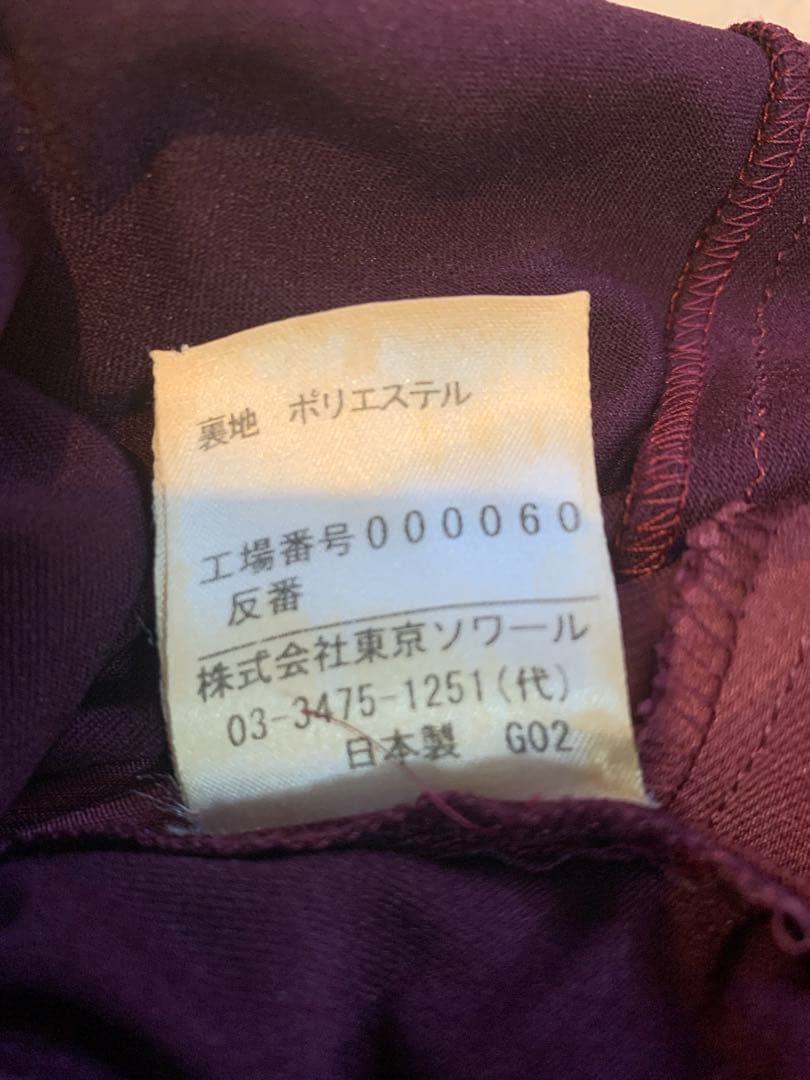 裏地 ポリエステル
工場番号000060
反番
株式会社東京ソワール
03-3475-1251(代)
日本製 G02